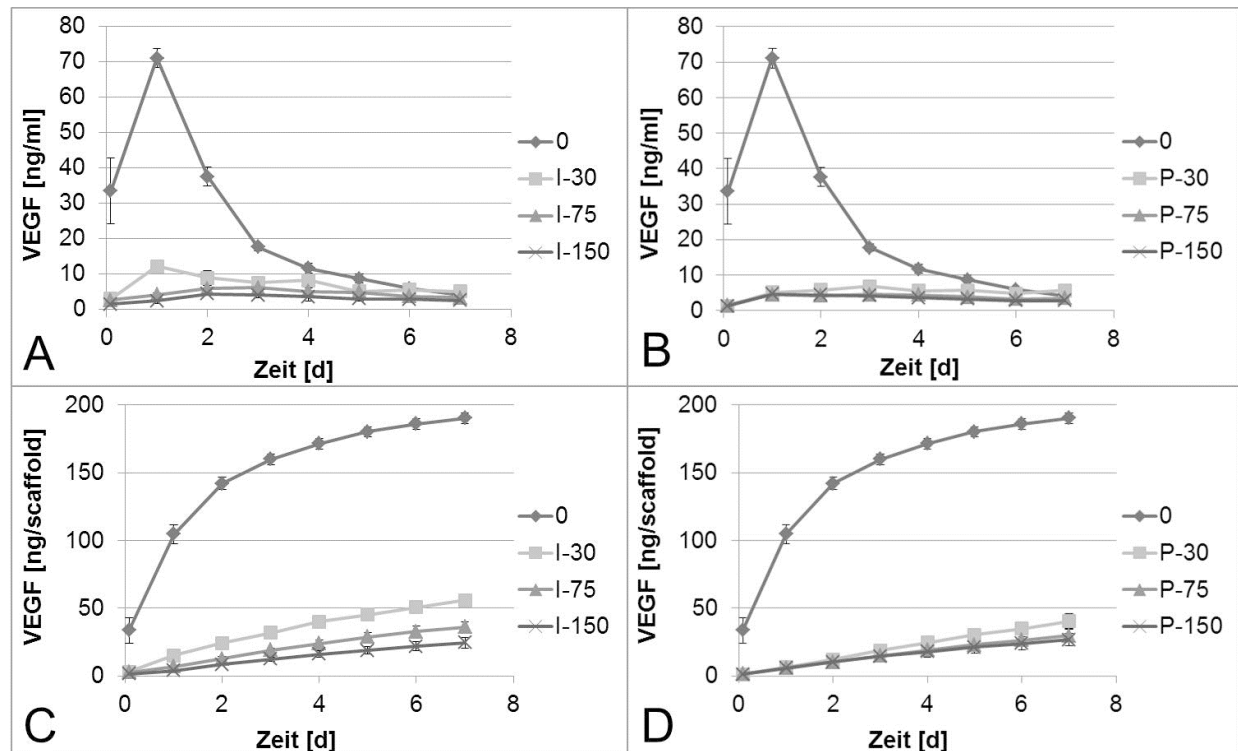 80
70
60
50
40
30
20
10
0
VEGF [ng/ml]
0 2 4 6 8
Zeit [d]
0
I-30
I-75
I-150
A
80
70
60
50
40
30
20
10
0
VEGF [ng/ml]
0 2 4 6 8
Zeit [d]
0
P-30
P-75
P-150
B
200
150
100
50
0
VEGF [ng/scaffold]
0 2 4 6 8
Zeit [d]
0
I-30
I-75
I-150
C
200
150
100
50
0
VEGF [ng/scaffold]
0 2 4 6 8
Zeit [d]
0
P-30
P-75
P-150
D